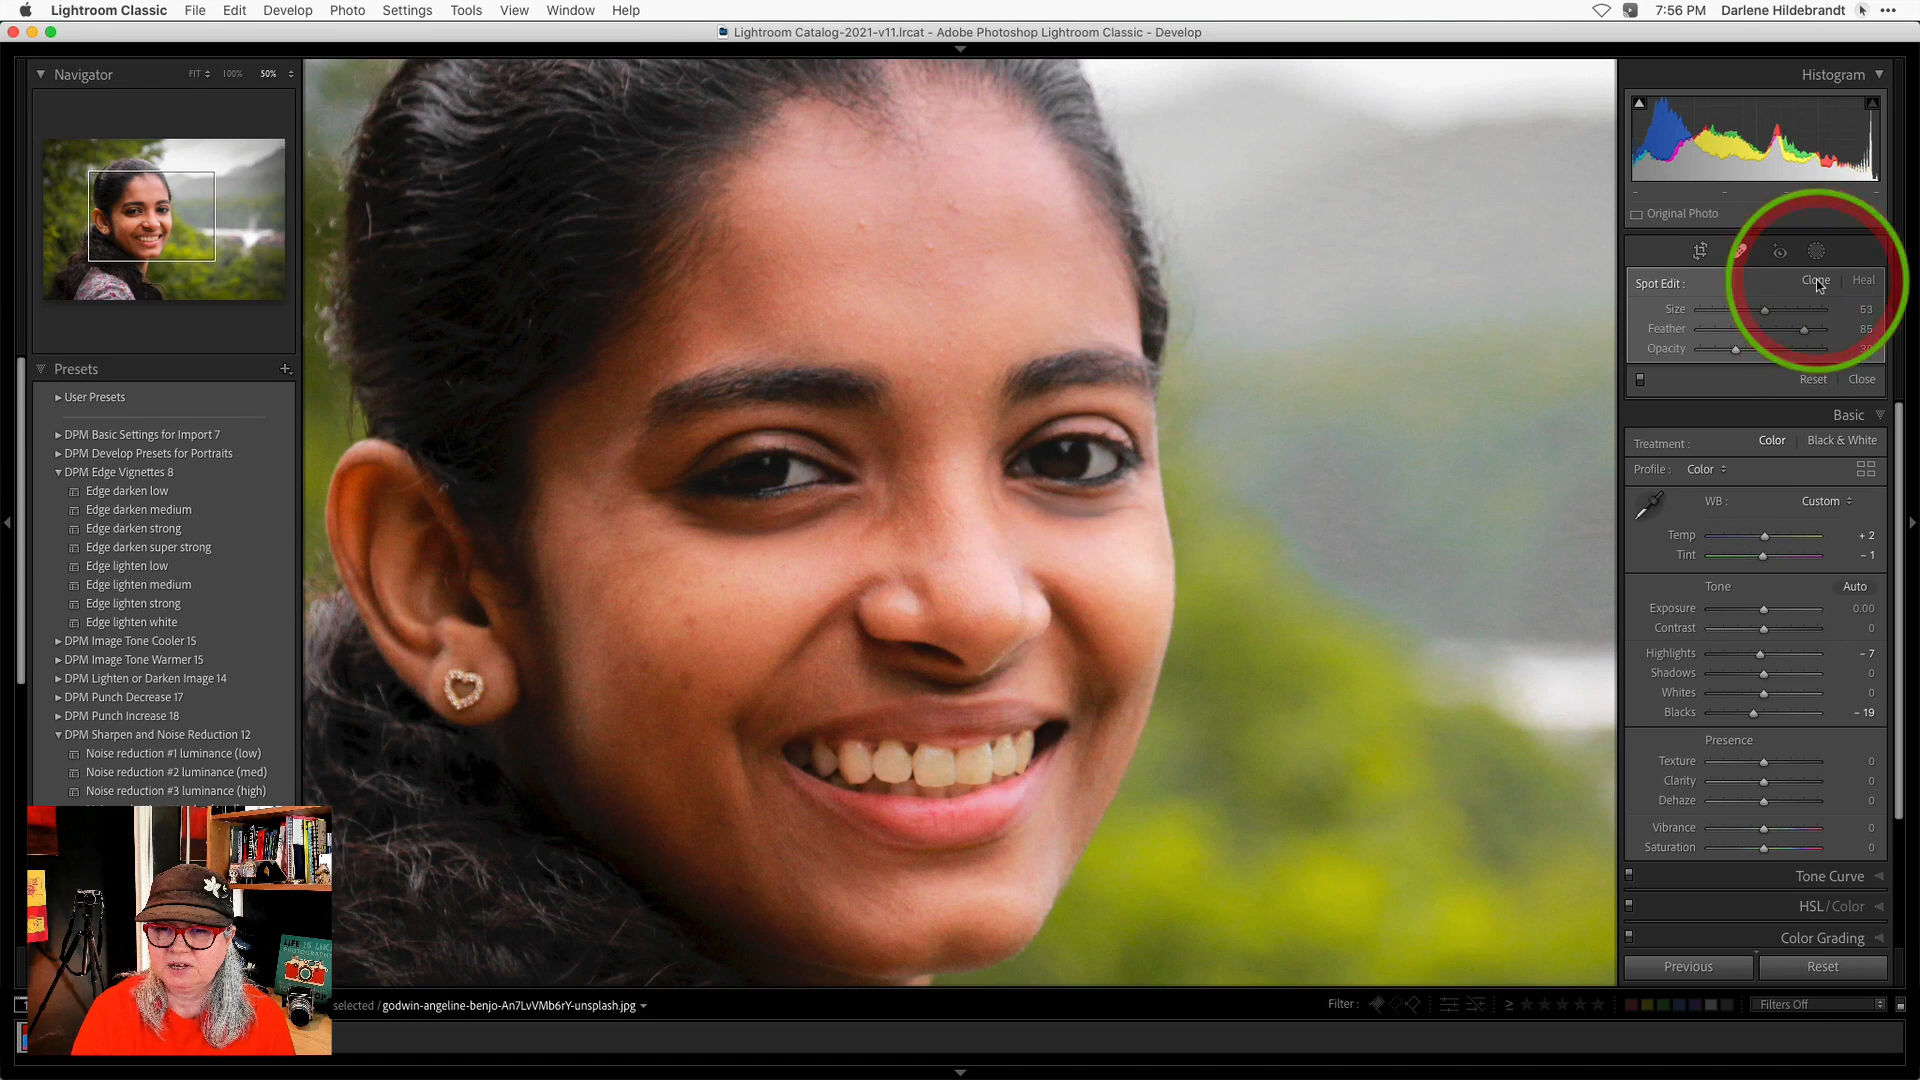 Lightroom Classic File Edit Develop Photo Settings Tools View Window Help 7:56 PM Darlene Hildebrandt
Lightroom Catalog-2021-v11.lrcat - Adobe Photoshop Lightroom Classic - Develop
Navigator FIT 100% 50%
Presets
User Presets
DPM Basic Settings for Import 7
DPM Develop Presets for Portraits
DPM Edge Vignettes 8
Edge darken low
Edge darken medium
Edge darken strong
Edge darken super strong
Edge lighten low
Edge lighten medium
Edge lighten strong
Edge lighten white
DPM Image Tone Cooler 15
DPM Image Tone Warmer 15
DPM Lighten or Darken Image 14
DPM Punch Decrease 17
DPM Punch Increase 18
DPM Sharpen and Noise Reduction 12
Noise reduction #1 luminance (low)
Noise reduction #2 luminance (med)
Noise reduction #3 luminance (high)
LIFE IS LIKE
selected / godwin-angeline-benjo-An7LvVMb6rY-unsplash.jpg
Filter : ≥ Filters Off
Histogram
Original Photo
Spot Edit : Clone Heal
Size 53
Feather 85
Opacity
Reset Close
Basic
Treatment : Color Black & White
Profile : Color
WB : Custom
Temp + 2
Tint - 1
Tone Auto
Exposure 0.00
Contrast 0
Highlights - 7
Shadows 0
Whites 0
Blacks - 19
Presence
Texture 0
Clarity 0
Dehaze 0
Vibrance 0
Saturation 0
Tone Curve
HSL / Color
Color Grading
Previous Reset